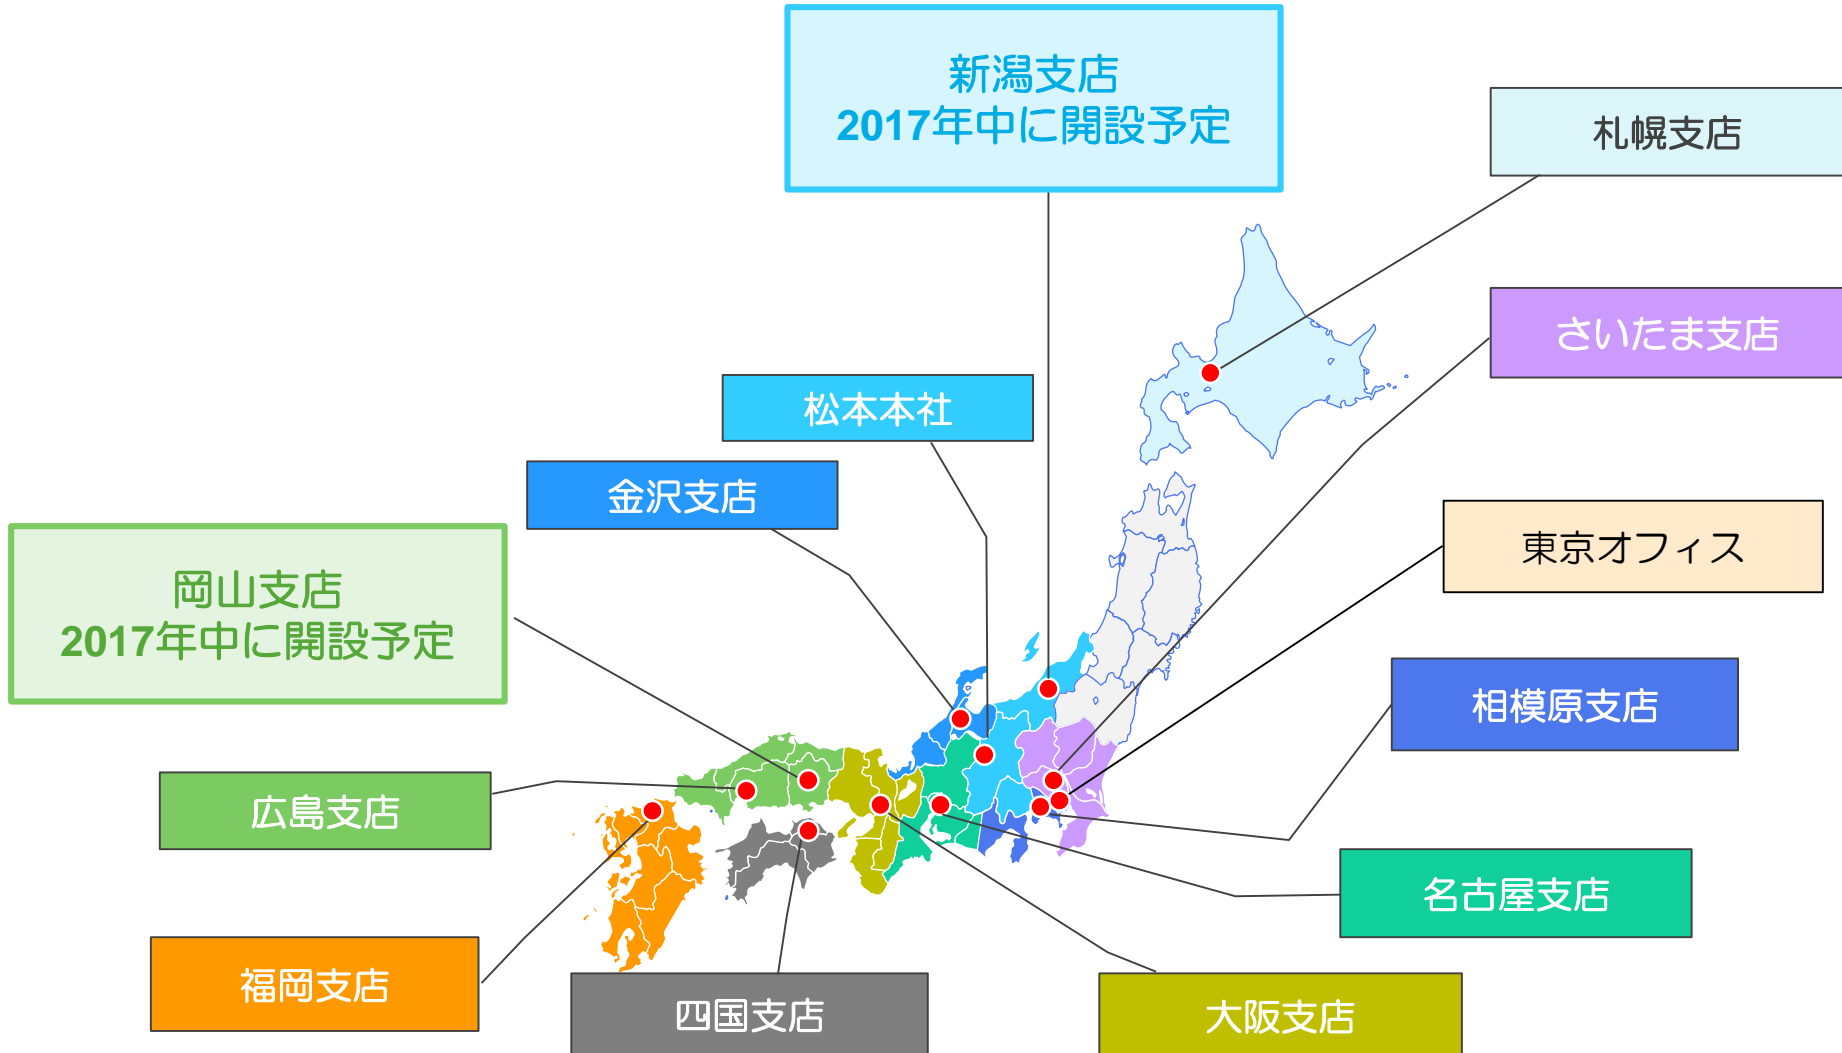 新潟支店
2017年中に開設予定
札幌支店
さいたま支店
松本本社
金沢支店
東京オフィス
岡山支店
2017年中に開設予定
相模原支店
広島支店
名古屋支店
福岡支店
四国支店
大阪支店